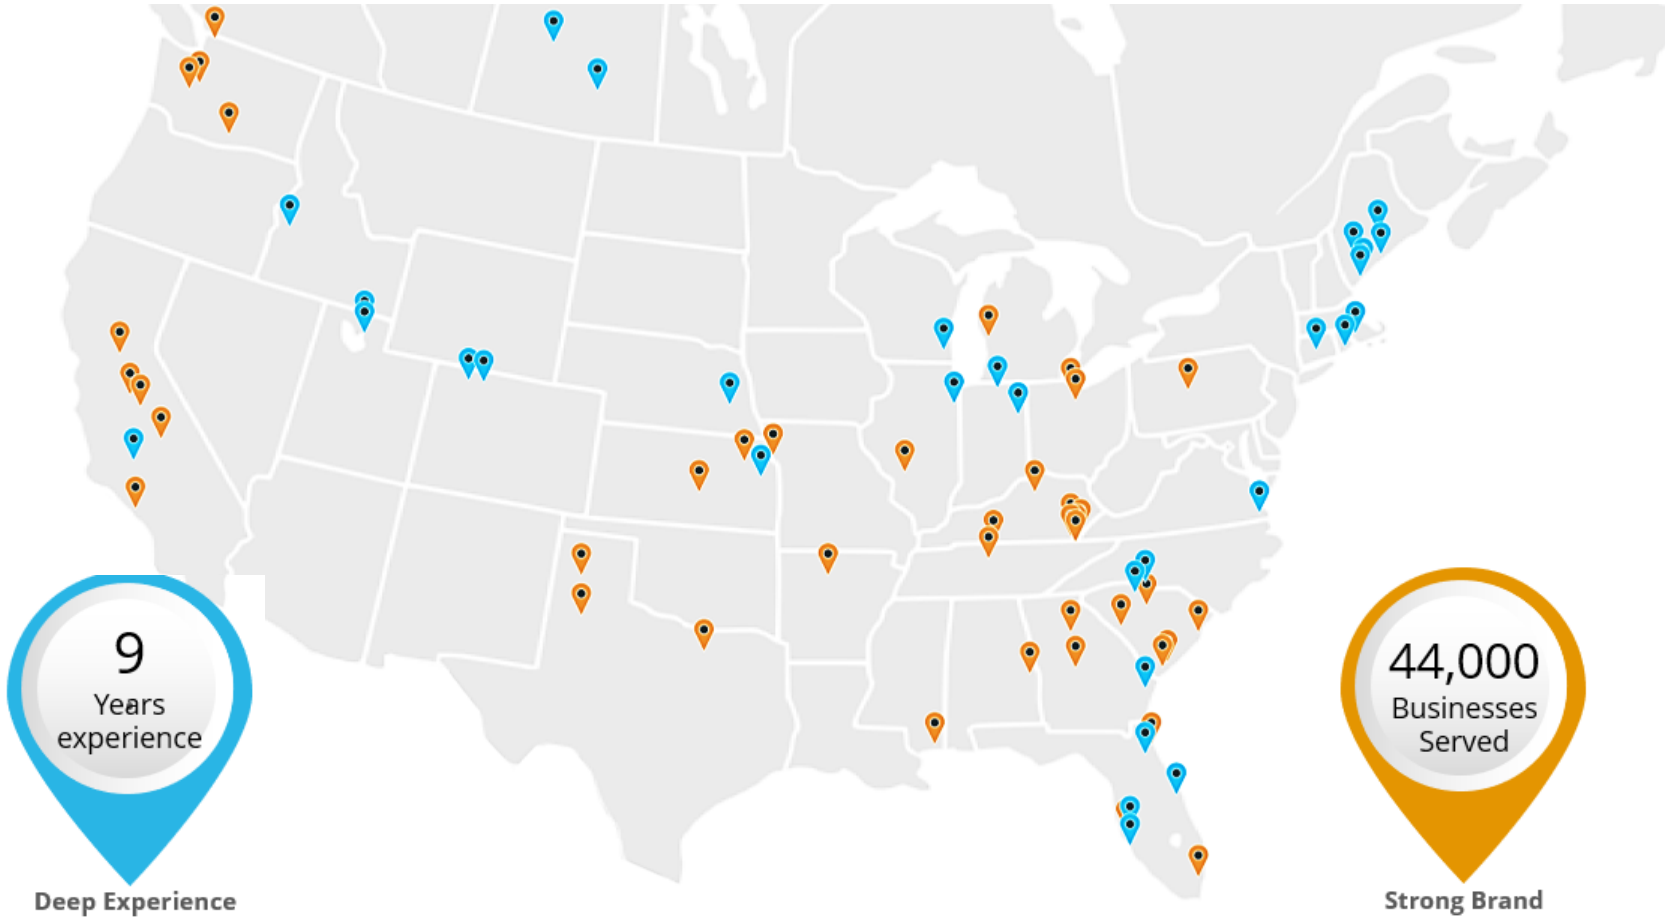 9
Years
experience
Deep Experience
44,000
Businesses
Served
Strong Brand